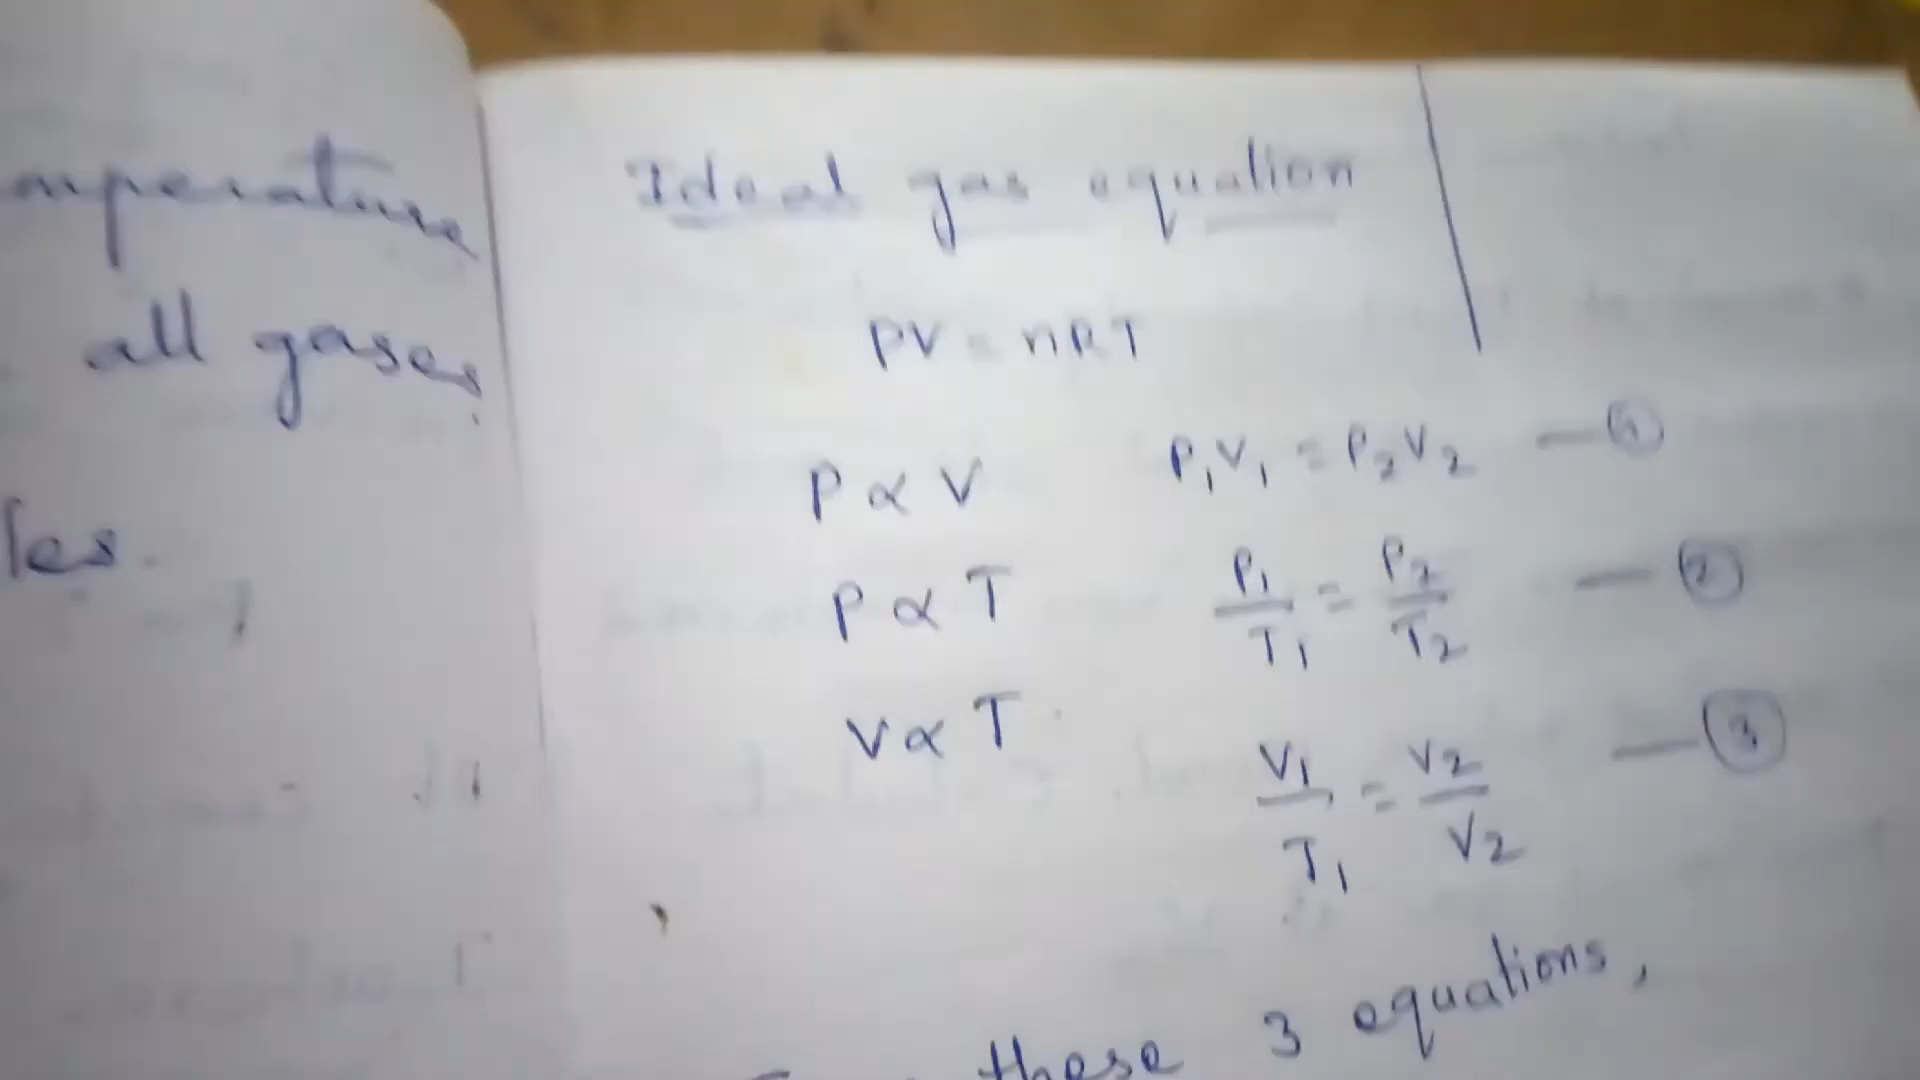 mperature
all gases
les.
Ideal gas equation
PV = nRT
P ∝ V P₁V₁ = P₂V₂ — ①
P ∝ T P₁/T₁ = P₂/T₂ — ②
V ∝ T V₁/T₁ = V₂/V₂ — ③
these 3 equations,